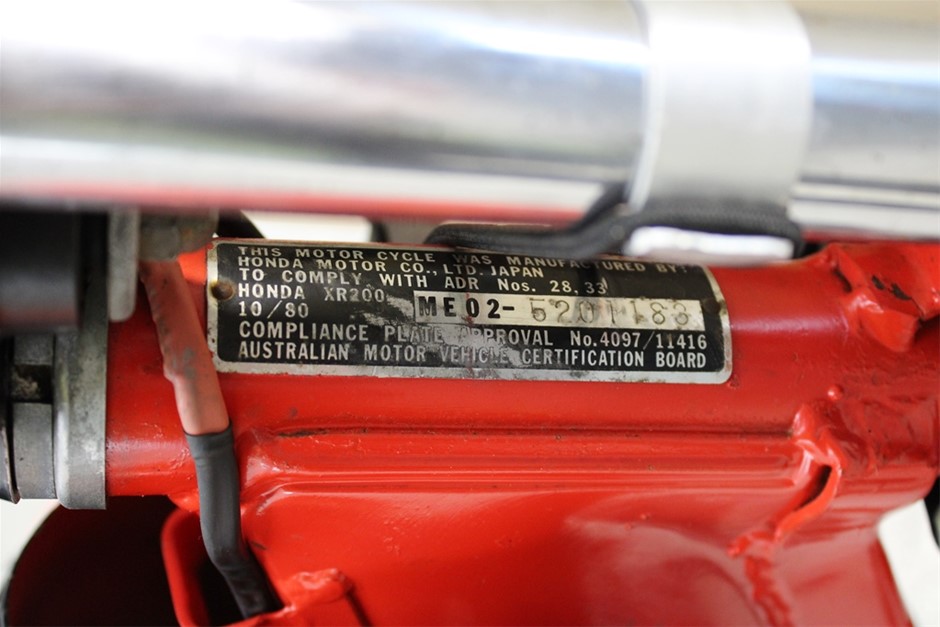 THIS MOTOR CYCLE WAS MANUFACTURED BY:
HONDA MOTOR CO., LTD. JAPAN
TO COMPLY WITH ADR Nos. 28, 33
HONDA XR200 ME02-5201183
10/80
COMPLIANCE PLATE APPROVAL No. 4097/11416
AUSTRALIAN MOTOR VEHICLE CERTIFICATION BOARD